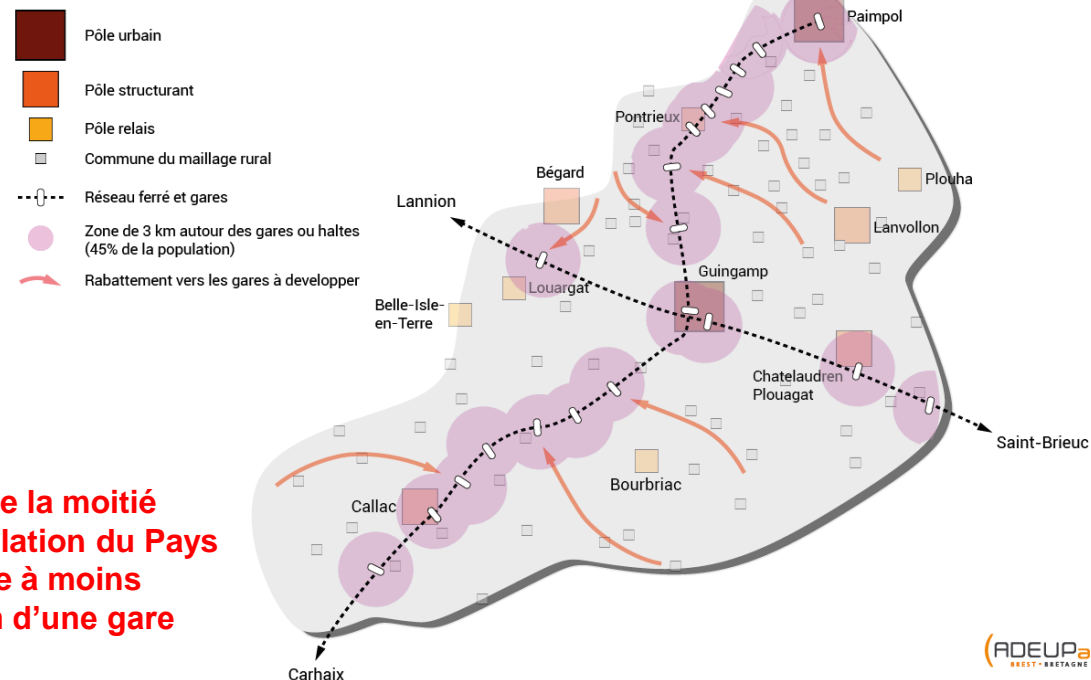 Pôle urbain
Pôle structurant
Pôle relais
Commune du maillage rural
Réseau ferré et gares
Zone de 3 km autour des gares ou haltes
(45% de la population)
Rabattement vers les gares à developper
Paimpol
Pontrieux
Bégard
Plouha
Lannion
Lanvollon
Guingamp
Louargat
Belle-Isle-
en-Terre
Chatelaudren
Plouagat
Saint-Brieuc
Bourbriac
Callac
e la moitié
lation du Pays
e à moins
d'une gare
Carhaix
ADEUPa
BREST • BRETAGNE